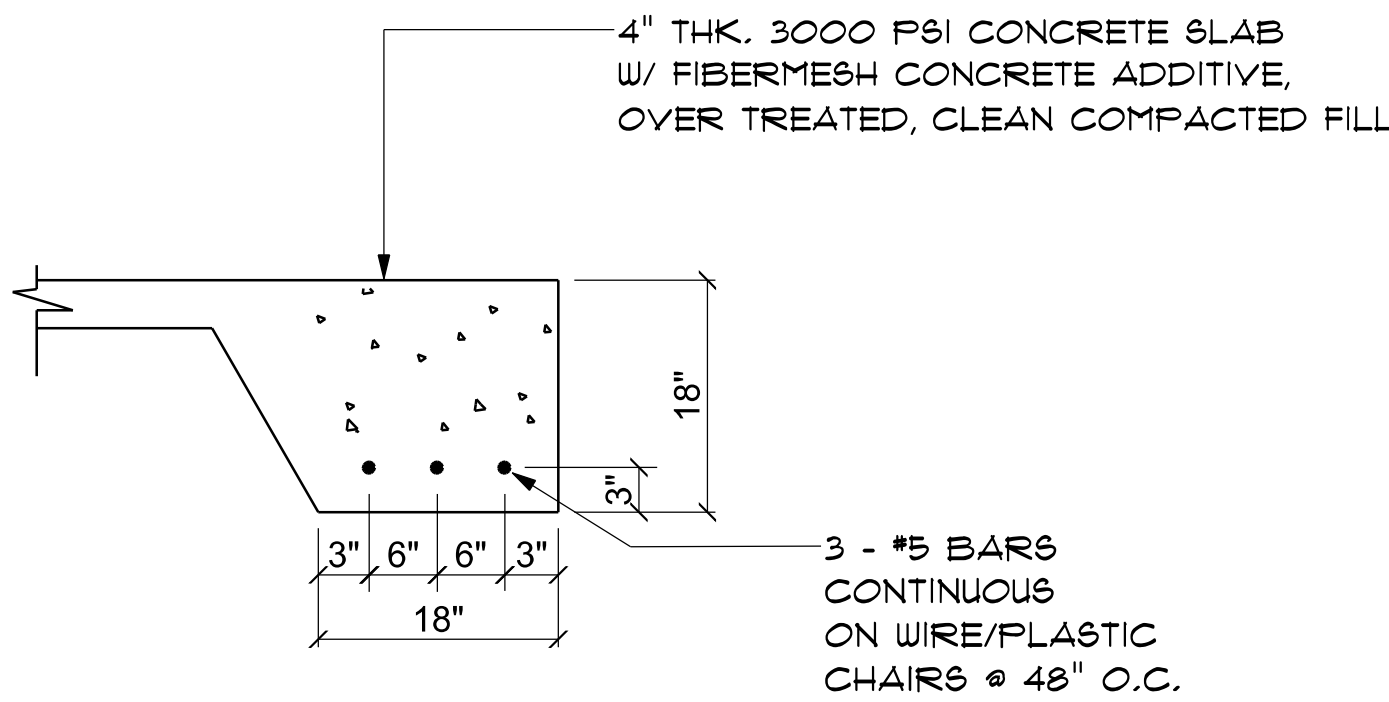 4" THK. 3000 PSI CONCRETE SLAB
W/ FIBERMESH CONCRETE ADDITIVE,
OVER TREATED, CLEAN COMPACTED FILL
18"
3"
3" 6" 6" 3"
18"
3 - #5 BARS
CONTINUOUS
ON WIRE/PLASTIC
CHAIRS @ 48" O.C.